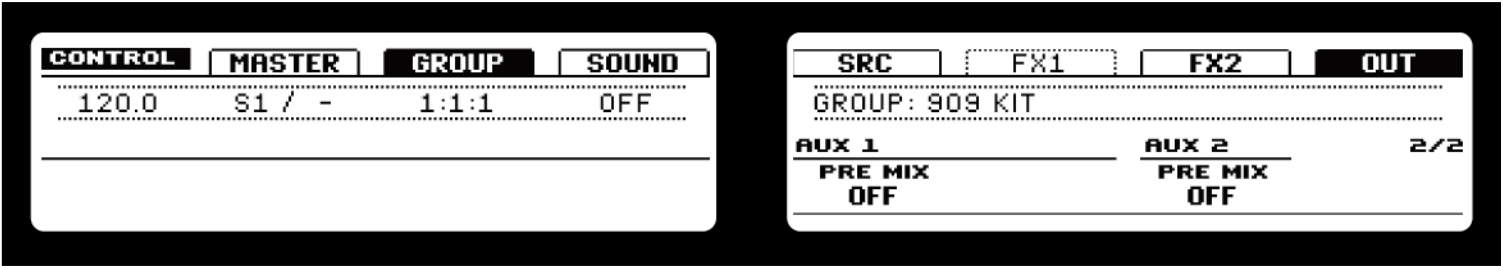 CONTROL MASTER GROUP SOUND
120.0 S1 / - 1:1:1 OFF
SRC FX1 FX2 OUT
GROUP: 909 KIT
AUX 1 AUX 2 2/2
PRE MIX PRE MIX
OFF OFF